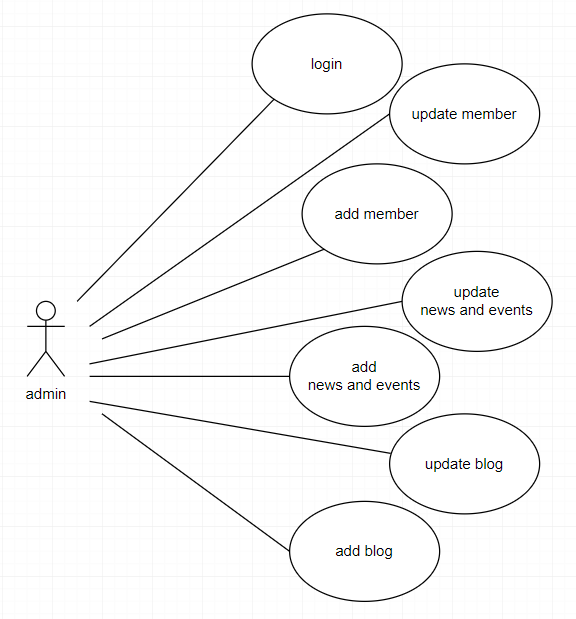 login
update member
add member
update
news and events
add
news and events
admin
update blog
add blog